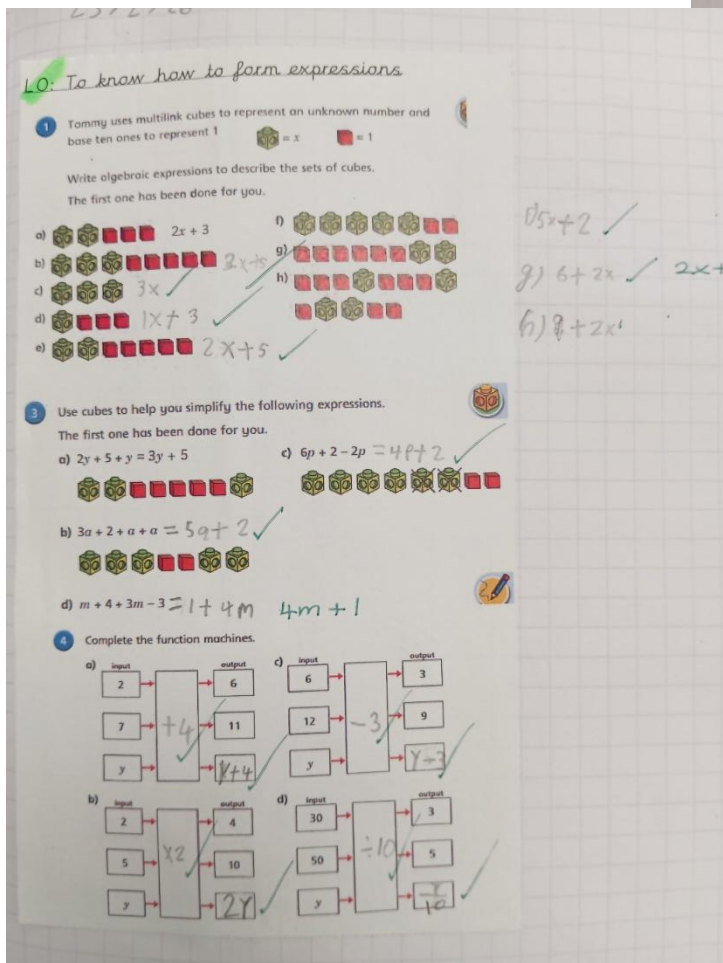 LO: To know how to form expressions
1 Tommy uses multilink cubes to represent an unknown number and
base ten ones to represent 1
= x
= 1
Write algebraic expressions to describe the sets of cubes.
The first one has been done for you.
a) 2x + 3
b) 3x+5
c) 3x
d) 1x+3
e) 2x+5
f)
g)
h)
f) 5x+2
g) 6+2x
2x+
h) + 2x
3 Use cubes to help you simplify the following expressions.
The first one has been done for you.
a) 2y + 5 + y = 3y + 5
c) 6p + 2 – 2p = 4p+2
b) 3a + 2 + a + a = 5a+2
d) m + 4 + 3m – 3 = 1+4m 4m+1
4 Complete the function machines.
a) input output
2 6
7 +4 11
y y+4
c) input output
6 3
12 -3 9
y y-3
b) input output
2 4
5 x2 10
y 2y
d) input output
30 3
50 ÷10 5
y y/10